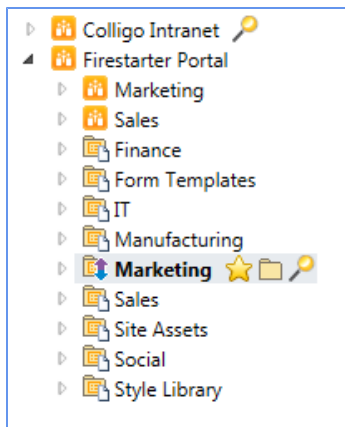 Colligo Intranet
Firestarter Portal
Marketing
Sales
Finance
Form Templates
IT
Manufacturing
Marketing
Sales
Site Assets
Social
Style Library